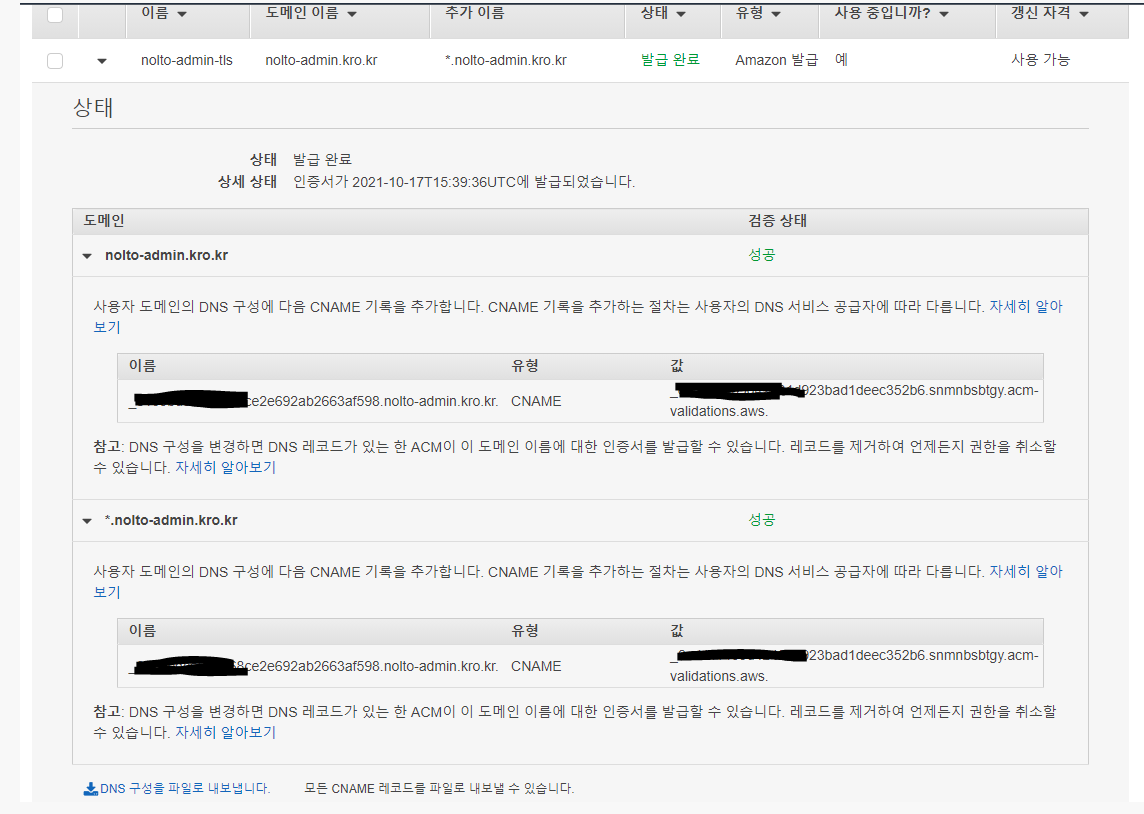 이름 도메인 이름 추가 이름 상태 유형 사용 중입니까? 갱신 자격
nolto-admin-tls nolto-admin.kro.kr *.nolto-admin.kro.kr 발급 완료 Amazon 발급 예 사용 가능
상태
상태 발급 완료
상세 상태 인증서가 2021-10-17T15:39:36UTC에 발급되었습니다.
도메인 검증 상태
nolto-admin.kro.kr 성공
사용자 도메인의 DNS 구성에 다음 CNAME 기록을 추가합니다. CNAME 기록을 추가하는 절차는 사용자의 DNS 서비스 공급자에 따라 다릅니다. 자세히 알아
보기
이름 유형 값
ce2e692ab2663af598.nolto-admin.kro.kr. CNAME d923bad1deec352b6.snmnbsbtgy.acm-
validations.aws.
참고: DNS 구성을 변경하면 DNS 레코드가 있는 한 ACM이 이 도메인 이름에 대한 인증서를 발급할 수 있습니다. 레코드를 제거하여 언제든지 권한을 취소할
수 있습니다. 자세히 알아보기
*.nolto-admin.kro.kr 성공
사용자 도메인의 DNS 구성에 다음 CNAME 기록을 추가합니다. CNAME 기록을 추가하는 절차는 사용자의 DNS 서비스 공급자에 따라 다릅니다. 자세히 알아
보기
이름 유형 값
8ce2e692ab2663af598.nolto-admin.kro.kr. CNAME 923bad1deec352b6.snmnbsbtgy.acm-
validations.aws.
참고: DNS 구성을 변경하면 DNS 레코드가 있는 한 ACM이 이 도메인 이름에 대한 인증서를 발급할 수 있습니다. 레코드를 제거하여 언제든지 권한을 취소할
수 있습니다. 자세히 알아보기
DNS 구성을 파일로 내보냅니다. 모든 CNAME 레코드를 파일로 내보낼 수 있습니다.